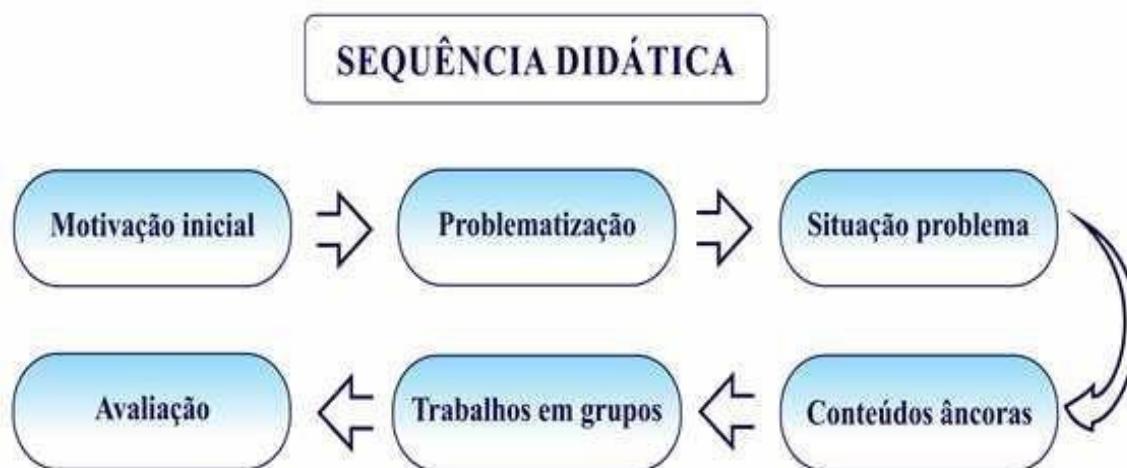 SEQUÊNCIA DIDÁTICA
Motivação inicial
Problematização
Situação problema
Conteúdos âncoras
Trabalhos em grupos
Avaliação